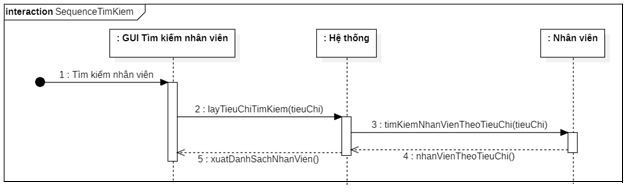 interaction SequenceTimKiem
: GUI Tìm kiếm nhân viên
: Hệ thống
: Nhân viên
1 : Tìm kiếm nhân viên
2 : layTieuChiTimKiem(tieuChi)
3 : timKiemNhanVienTheoTieuChi(tieuChi)
4 : nhanVienTheoTieuChi()
5 : xuatDanhSachNhanVien()